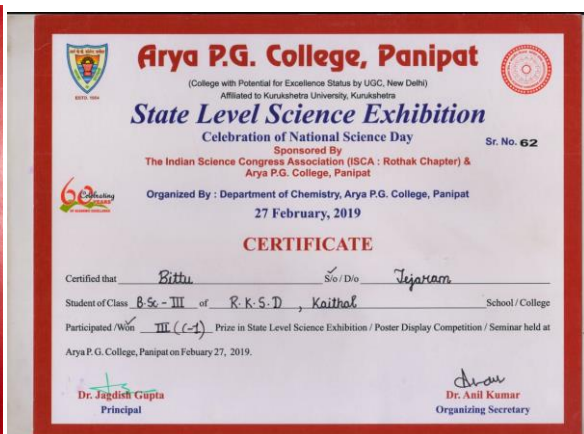 Arya P.G. College, Panipat
(College with Potential for Excellence Status by UGC, New Delhi)
Affiliated to Kurukshetra University, Kurukshetra
State Level Science Exhibition
Celebration of National Science Day
Sr. No. 62
Sponsored By
The Indian Science Congress Association (ISCA : Rothak Chapter) &
Arya P.G. College, Panipat
60 Celebrating
YEARS
Organized By : Department of Chemistry, Arya P.G. College, Panipat
27 February, 2019
CERTIFICATE
Certified that Bittu S/o / D/o Tejaram
Student of Class B.Sc - III of R.K.S.D , Kaithal School / College
Participated /Won III (C-1) Prize in State Level Science Exhibition / Poster Display Competition / Seminar held at
Arya P. G. College, Panipat on Febuary 27, 2019.
Dr. Jagdish Gupta
Principal
Dr. Anil Kumar
Organizing Secretary